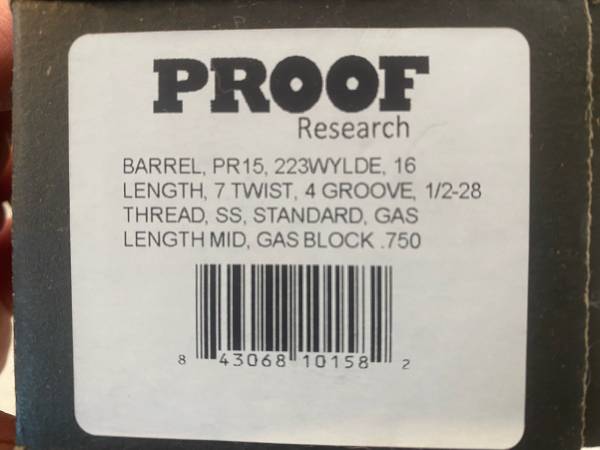 PROOF
Research
BARREL, PR15, 223WYLDE, 16
LENGTH, 7 TWIST, 4 GROOVE, 1/2-28
THREAD, SS, STANDARD, GAS
LENGTH MID, GAS BLOCK .750
8 43068 10158 2